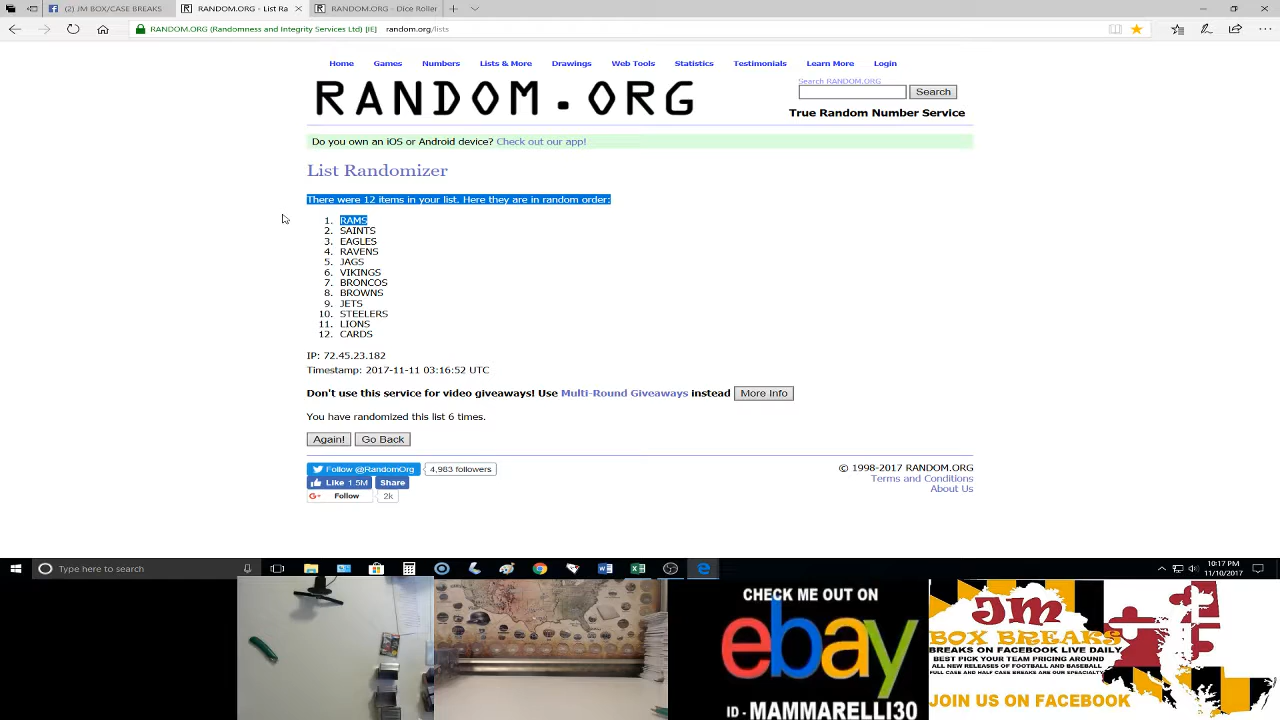 (2) JM BOX/CASE BREAKS
RANDOM.ORG - List Ra
RANDOM.ORG - Dice Roller
RANDOM.ORG (Randomness and Integrity Services Ltd) [IE]
random.org/lists
Home Games Numbers Lists & More Drawings Web Tools Statistics Testimonials Learn More Login
RANDOM.ORG
Search RANDOM.ORG
Search
True Random Number Service
Do you own an iOS or Android device? Check out our app!
List Randomizer
There were 12 items in your list. Here they are in random order:
1. RAMS
2. SAINTS
3. EAGLES
4. RAVENS
5. JAGS
6. VIKINGS
7. BRONCOS
8. BROWNS
9. JETS
10. STEELERS
11. LIONS
12. CARDS
IP: 72.45.23.182
Timestamp: 2017-11-11 03:16:52 UTC
Don't use this service for video giveaways! Use Multi-Round Giveaways instead More Info
You have randomized this list 6 times.
Again! Go Back
Follow @RandomOrg 4,983 followers
Like 1.5M Share
G+ Follow 2k
© 1998-2017 RANDOM.ORG
Terms and Conditions
About Us
Type here to search
10:17 PM
11/10/2017
CHECK ME OUT ON
ebay
ID - MAMMARELLI30
JM
BOX BREAKS
BREAKS ON FACEBOOK LIVE DAILY
BEST PICK YOUR TEAM PRICING AROUND
ALL NEW RELEASES OF FOOTBALL AND BASEBALL
FULL CASE AND HALF CASE BREAKS ARE OUR SPEACIALTY
JOIN US ON FACEBOOK